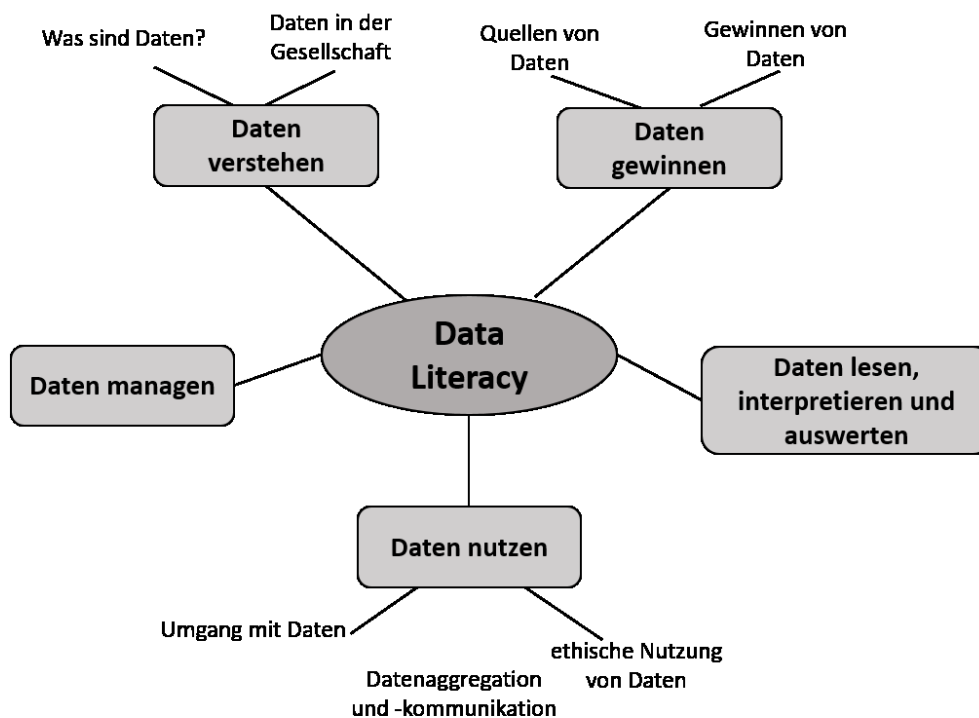 Was sind Daten?
Daten in der
Gesellschaft
Quellen von
Daten
Gewinnen von
Daten
Daten
verstehen
Daten
gewinnen
Data
Literacy
Daten managen
Daten lesen,
interpretieren und
auswerten
Daten nutzen
Umgang mit Daten
Datenaggregation
und -kommunikation
ethische Nutzung
von Daten